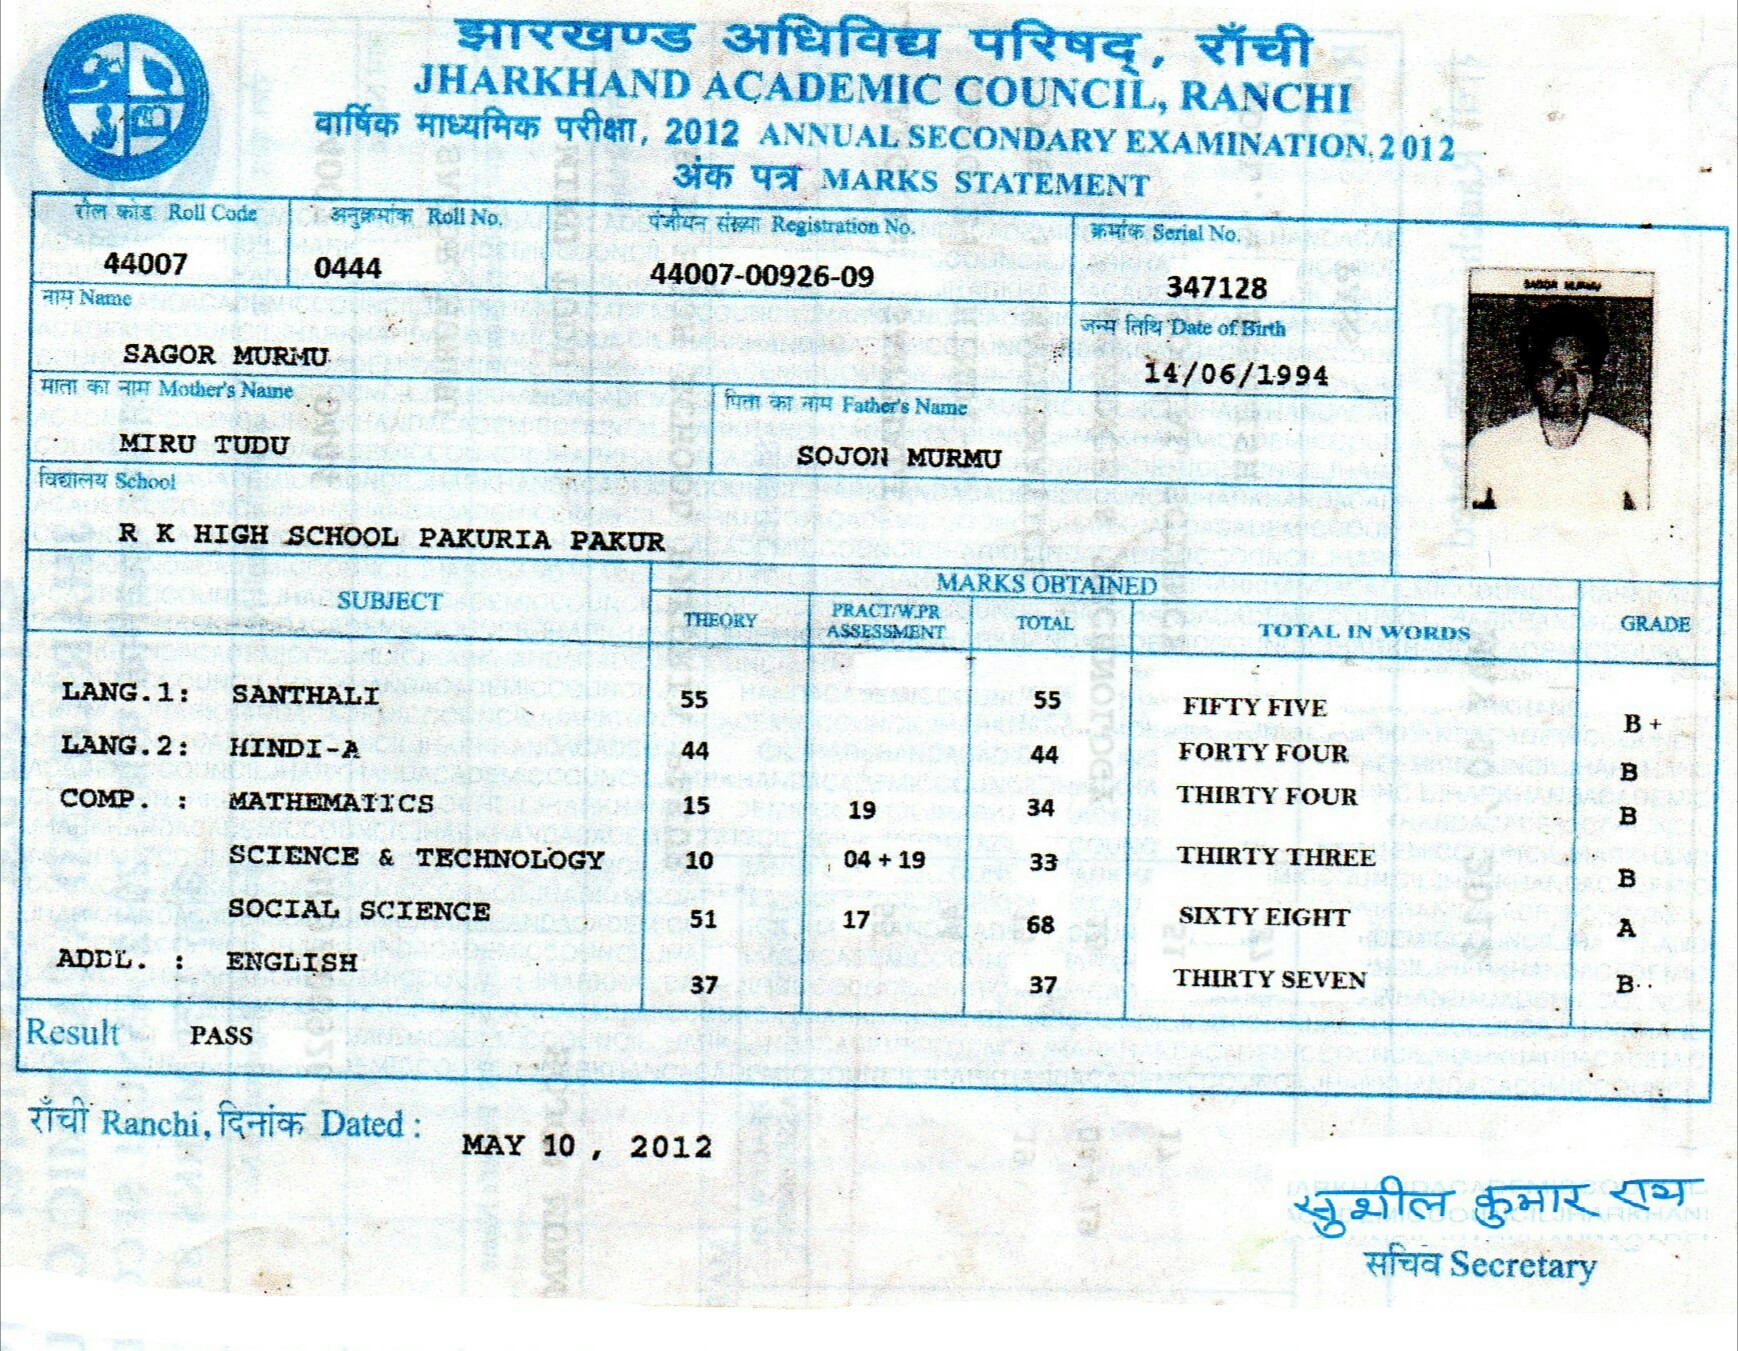 झारखण्ड अधिविद्य परिषद्, राँची
JHARKHAND ACADEMIC COUNCIL, RANCHI
वार्षिक माध्यमिक परीक्षा, 2012 ANNUAL SECONDARY EXAMINATION, 2012
अंक पत्र MARKS STATEMENT
रोल कोड Roll Code अनुक्रमांक Roll No. पंजीयन संख्या Registration No. क्रमांक Serial No.
44007 0444 44007-00926-09 347128
SAGOR MURMU
नाम Name जन्म तिथि Date of Birth
SAGOR MURMU 14/06/1994
माता का नाम Mother's Name पिता का नाम Father's Name
MIRU TUDU SOJON MURMU
विद्यालय School
R K HIGH SCHOOL PAKURIA PAKUR
MARKS OBTAINED
SUBJECT THEORY PRACT/W.PR ASSESSMENT TOTAL TOTAL IN WORDS GRADE
LANG.1: SANTHALI 55 55 FIFTY FIVE B +
LANG.2: HINDI-A 44 44 FORTY FOUR B
COMP. : MATHEMATICS 15 19 34 THIRTY FOUR B
SCIENCE & TECHNOLOGY 10 04 + 19 33 THIRTY THREE B
SOCIAL SCIENCE 51 17 68 SIXTY EIGHT A
ADDL. : ENGLISH 37 37 THIRTY SEVEN B
Result PASS
राँची Ranchi, दिनांक Dated : MAY 10 , 2012
सुशील कुमार राय
सचिव Secretary